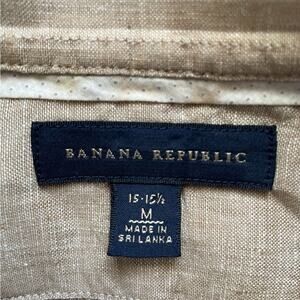 BANANA REPUBLIC
15-15½
M
MADE IN
SRI LANKA